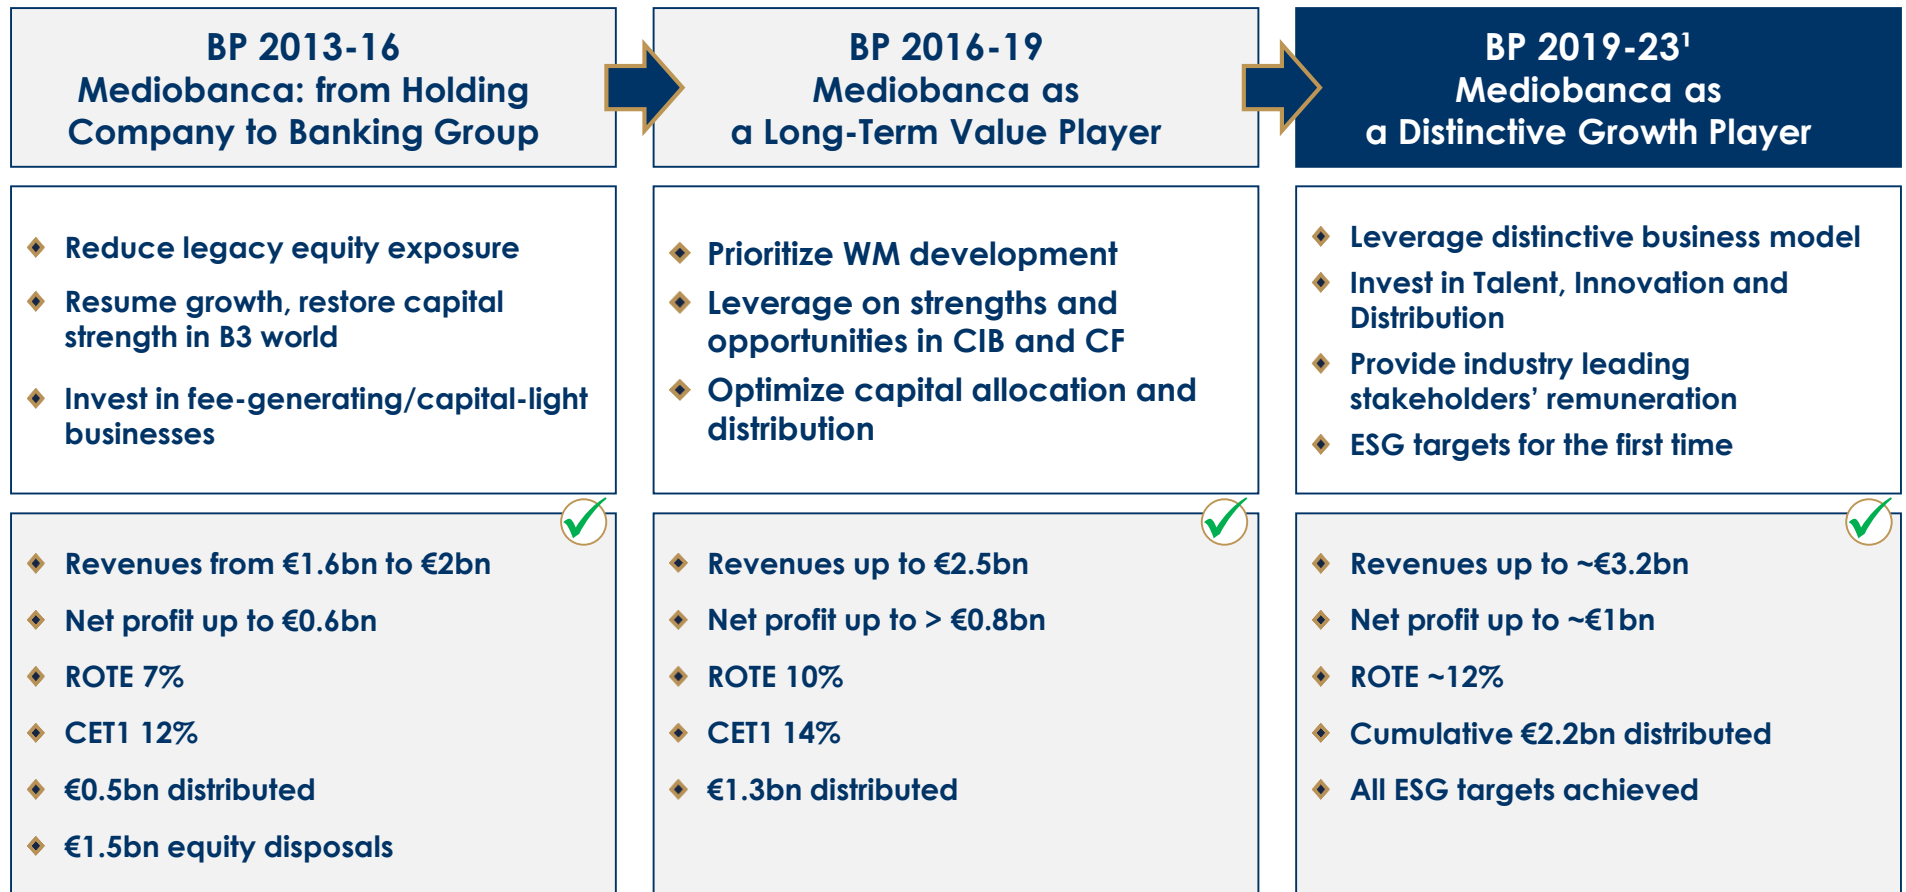 BP 2013-16
Mediobanca: from Holding
Company to Banking Group
BP 2016-19
Mediobanca as
a Long-Term Value Player
BP 2019-23¹
Mediobanca as
a Distinctive Growth Player
Reduce legacy equity exposure
Resume growth, restore capital
strength in B3 world
Invest in fee-generating/capital-light
businesses
Prioritize WM development
Leverage on strengths and
opportunities in CIB and CF
Optimize capital allocation and
distribution
Leverage distinctive business model
Invest in Talent, Innovation and
Distribution
Provide industry leading
stakeholders’ remuneration
ESG targets for the first time
Revenues from €1.6bn to €2bn
Net profit up to €0.6bn
ROTE 7%
CET1 12%
€0.5bn distributed
€1.5bn equity disposals
Revenues up to €2.5bn
Net profit up to > €0.8bn
ROTE 10%
CET1 14%
€1.3bn distributed
Revenues up to ~€3.2bn
Net profit up to ~€1bn
ROTE ~12%
Cumulative €2.2bn distributed
All ESG targets achieved